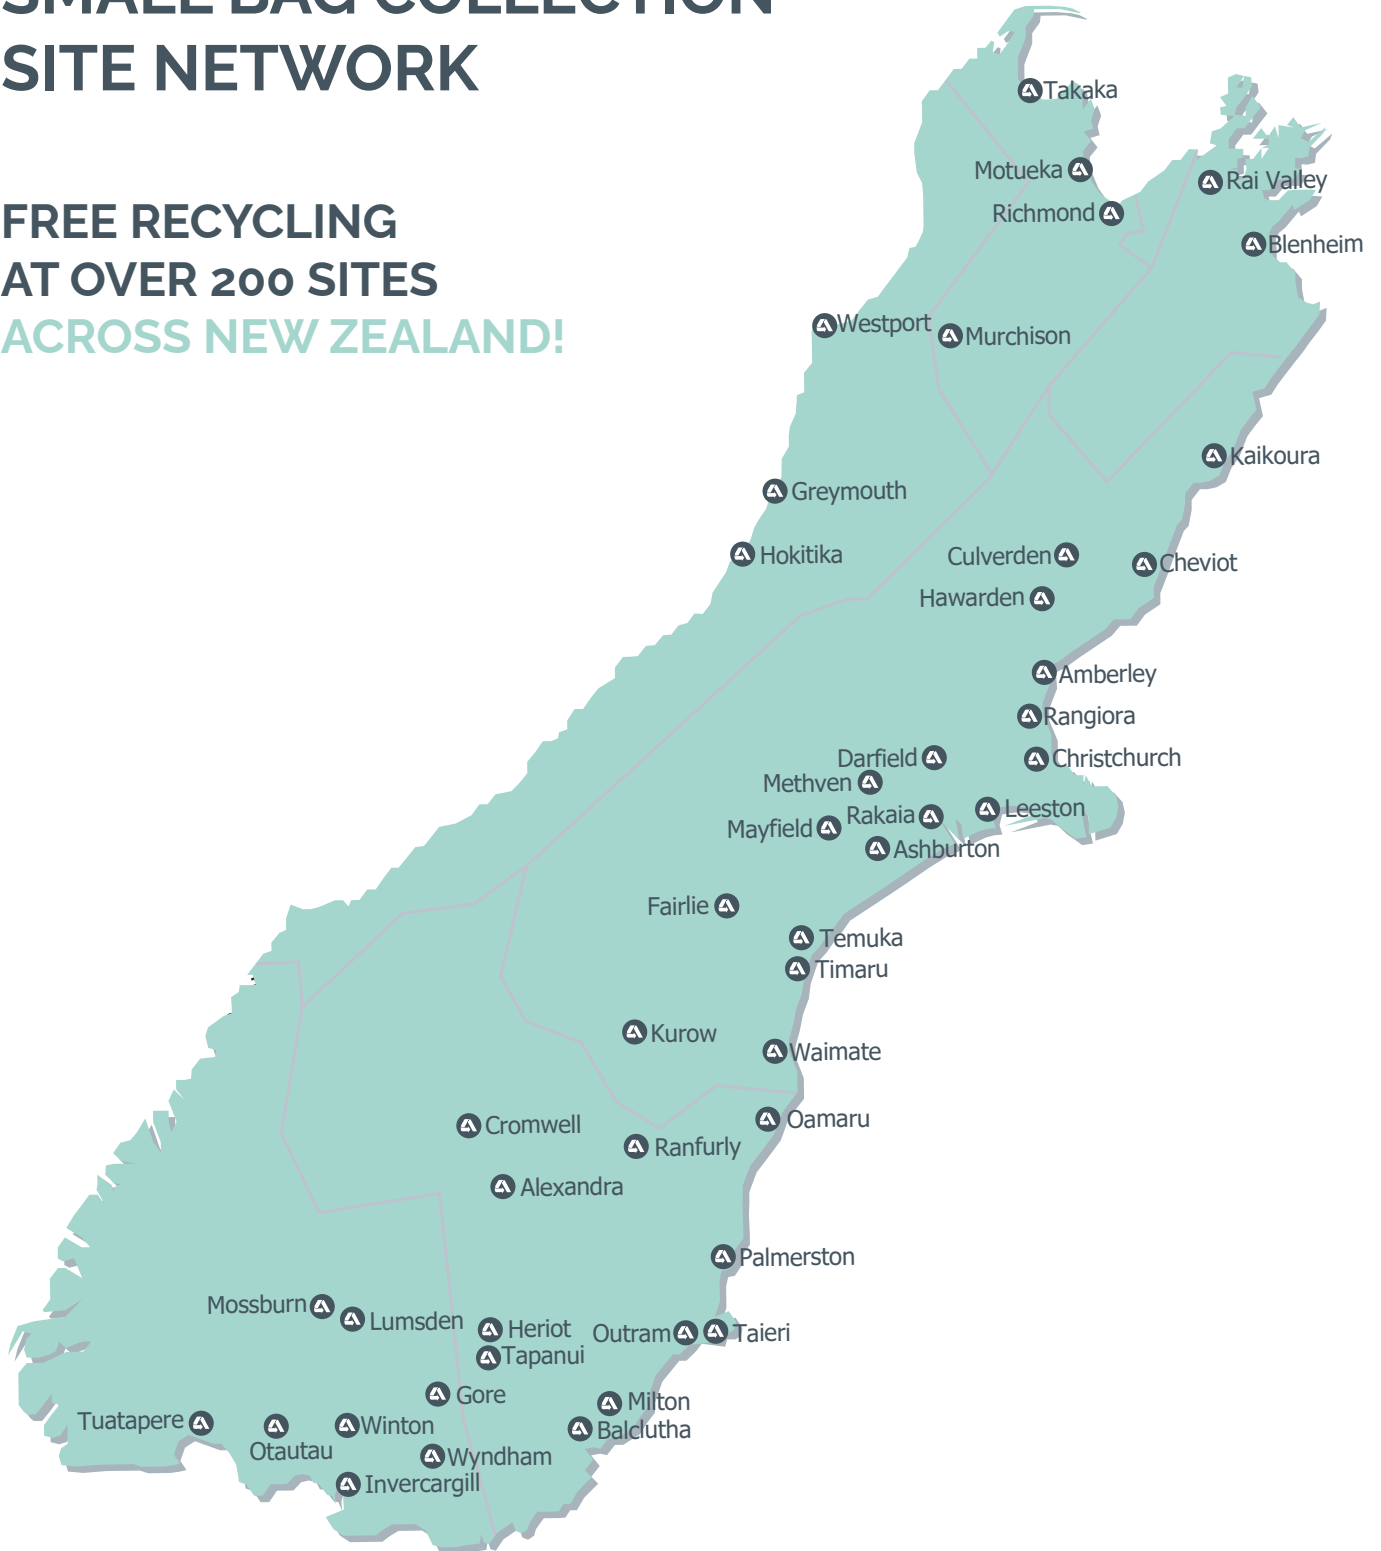 SMALL BAG COLLECTION
SITE NETWORK
FREE RECYCLING
AT OVER 200 SITES
ACROSS NEW ZEALAND!
Takaka
Motueka
Rai Valley
Richmond
Blenheim
Westport
Murchison
Kaikoura
Greymouth
Hokitika
Culverden
Cheviot
Hawarden
Amberley
Rangiora
Darfield
Christchurch
Methven
Rakaia
Leeston
Mayfield
Ashburton
Fairlie
Temuka
Timaru
Kurow
Waimate
Oamaru
Cromwell
Ranfurly
Alexandra
Palmerston
Mossburn
Lumsden
Heriot
Outram
Taieri
Tapanui
Gore
Milton
Tuatapere
Winton
Balclutha
Otautau
Wyndham
Invercargill